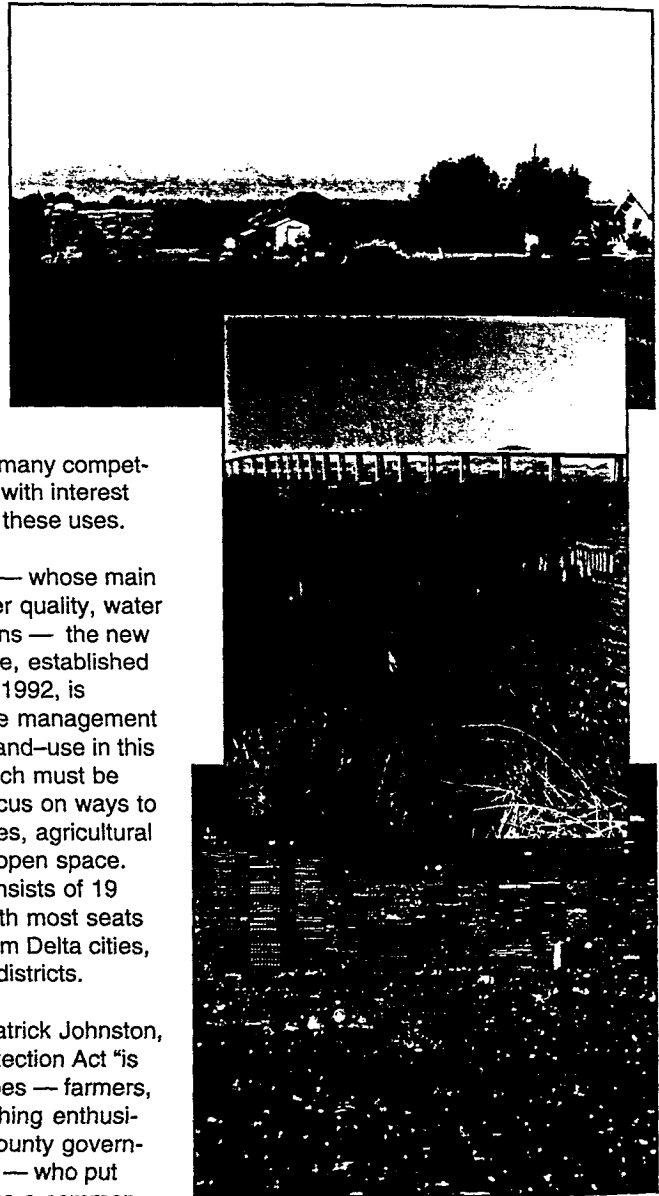 many compet-
with interest
these uses.
— whose main
er quality, water
ns — the new
e, established
1992, is
e management
and–use in this
ch must be
cus on ways to
es, agricultural
open space.
nsists of 19
th most seats
m Delta cities,
districts.
atrick Johnston,
tection Act “is
es — farmers,
hing enthusi-
ounty govern-
— who put
a common